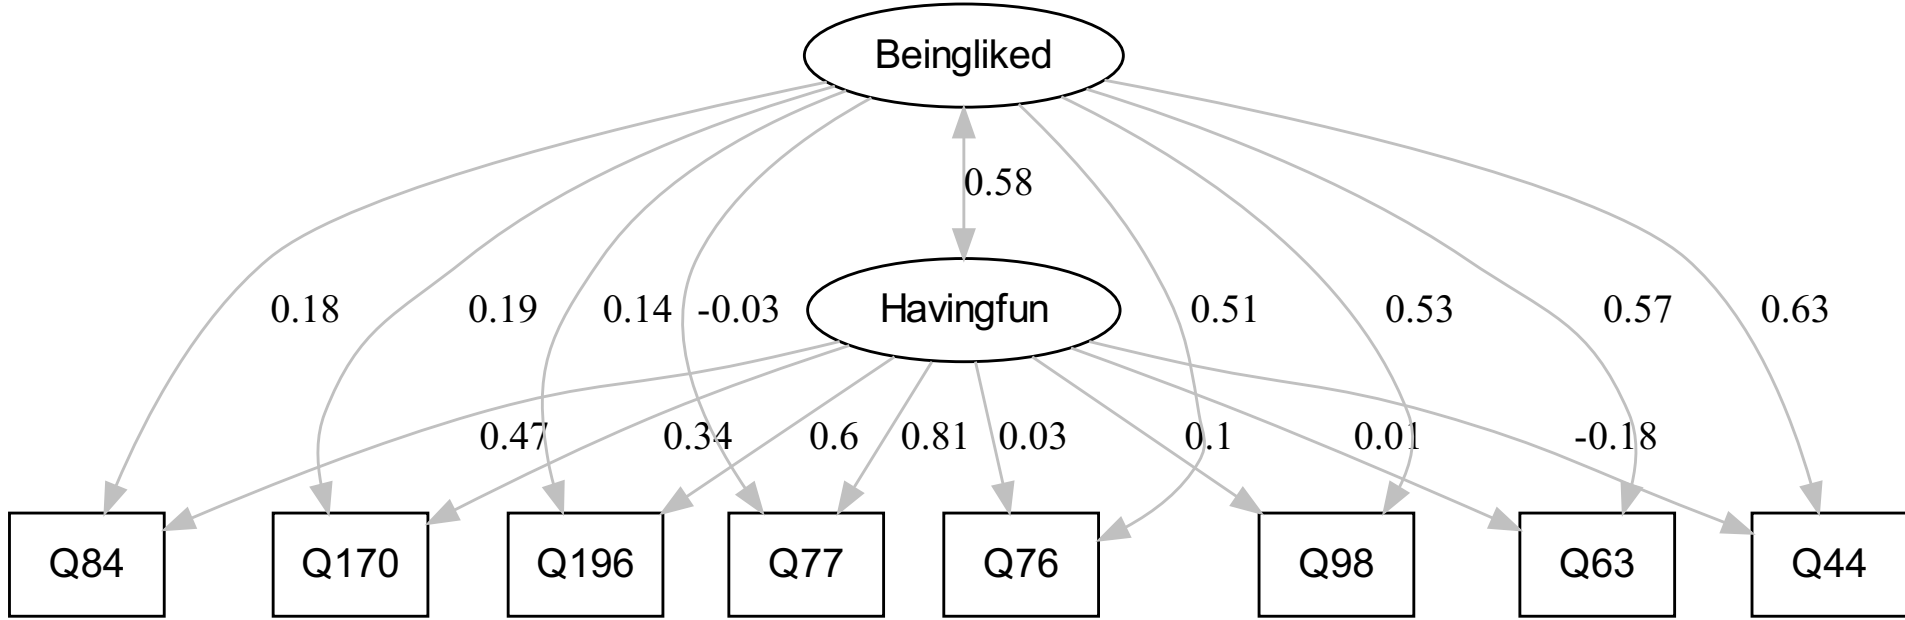 Beingliked
0.58
0.18 0.19 0.14 -0.03 Havingfun 0.51 0.53 0.57 0.63
0.47 0.34 0.6 0.81 0.03 0.1 0.01 -0.18
Q84 Q170 Q196 Q77 Q76 Q98 Q63 Q44